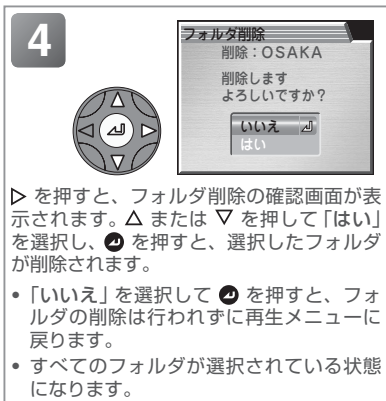 4
フォルダ削除
削除：OSAKA
削除します
よろしいですか？
いいえ
はい
▷ を押すと、フォルダ削除の確認画面が表
示されます。△ または ▽ を押して「はい」
を選択し、 を押すと、選択したフォルダ
が削除されます。
• 「いいえ」を選択して を押すと、フォ
ルダの削除は行われずに再生メニューに
戻ります。
• すべてのフォルダが選択されている状態
になります。